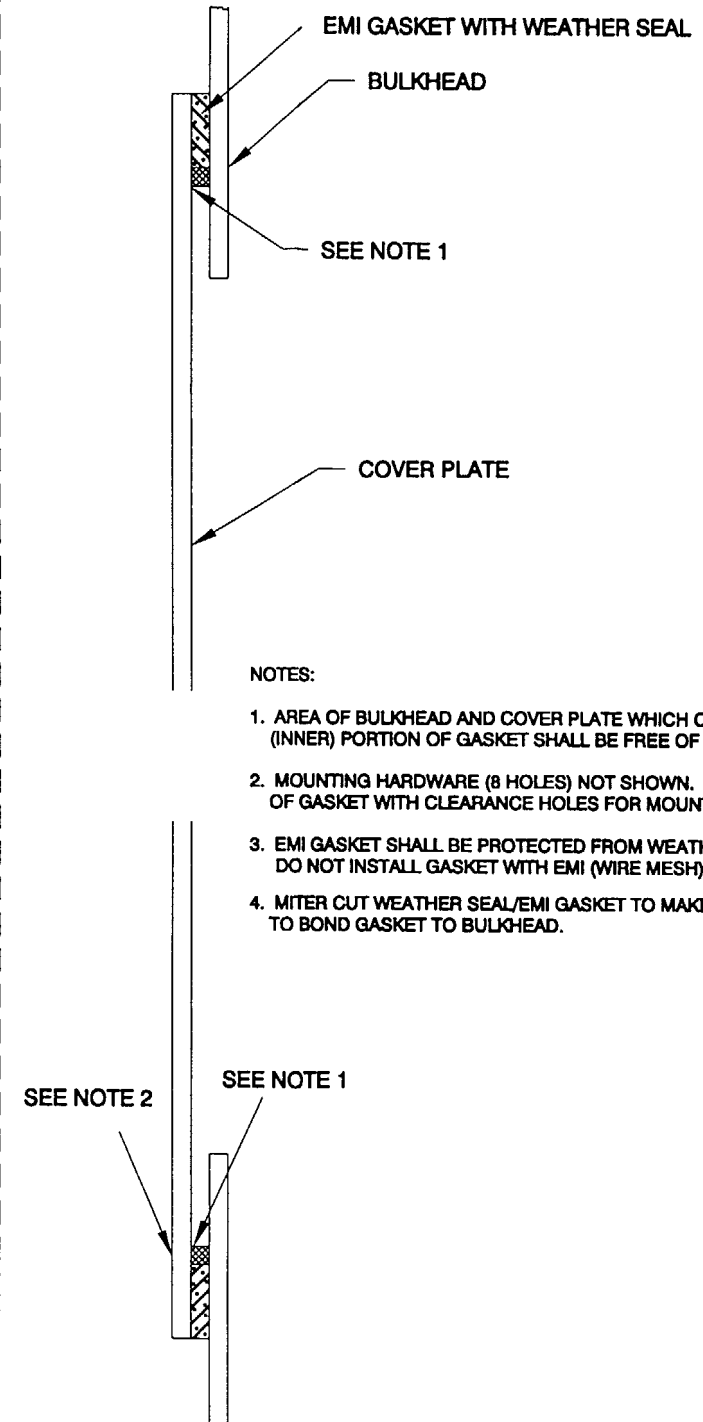 EMI GASKET WITH WEATHER SEAL
BULKHEAD
SEE NOTE 1
COVER PLATE
NOTES:
1. AREA OF BULKHEAD AND COVER PLATE WHICH
(INNER) PORTION OF GASKET SHALL BE FREE OF
2. MOUNTING HARDWARE (8 HOLES) NOT SHOWN.
OF GASKET WITH CLEARANCE HOLES FOR
3. EMI GASKET SHALL BE PROTECTED FROM
DO NOT INSTALL GASKET WITH EMI (WIRE MESH)
4. MITER CUT WEATHER SEAL/EMI GASKET TO
TO BOND GASKET TO BULKHEAD.
SEE NOTE 1
SEE NOTE 2